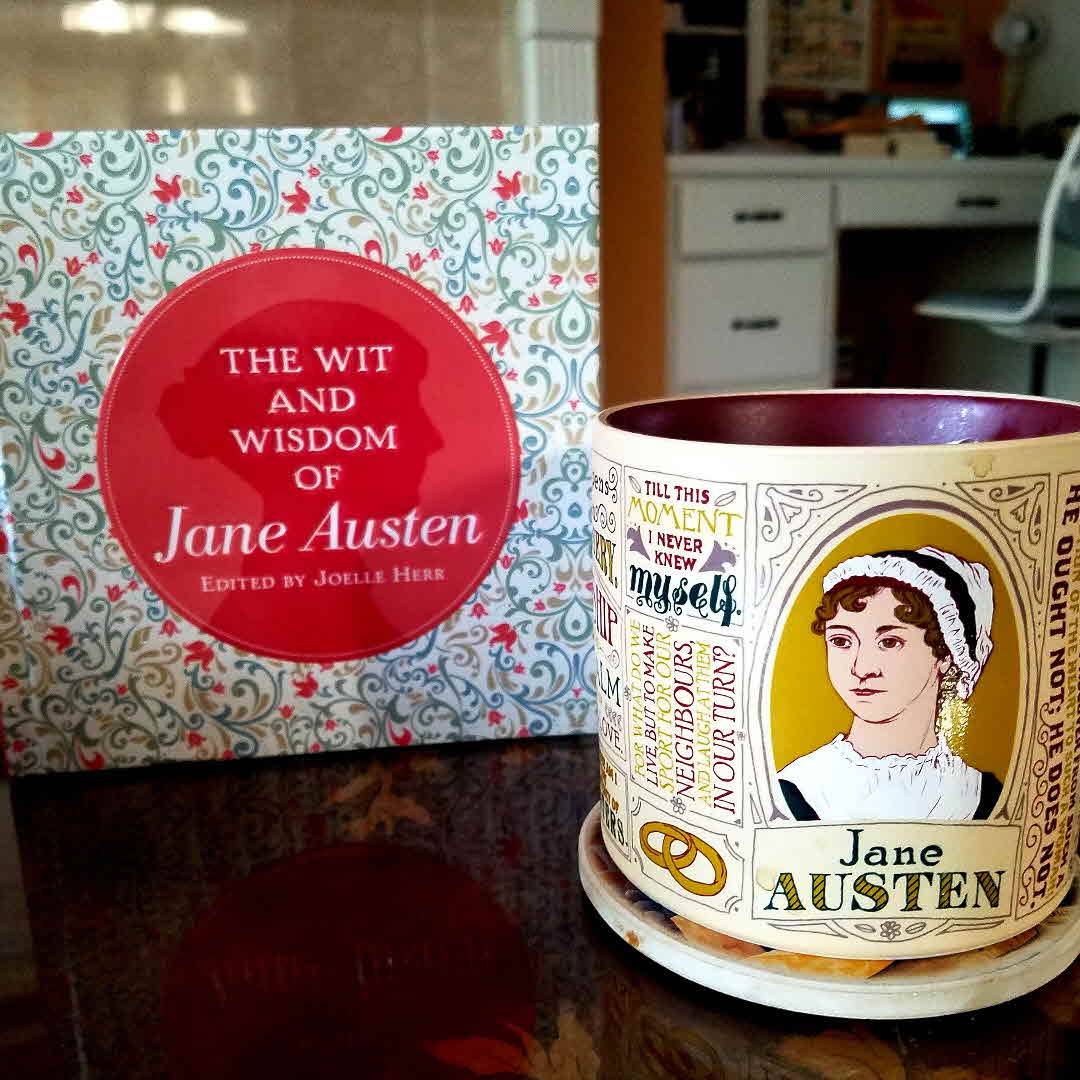 THE WIT
AND
WISDOM
OF
Jane Austen
EDITED BY JOELLE HERR
TILL THIS
MOMENT
I NEVER
KNEW
myself.
FOR WHAT DO WE
LIVE, BUT TO MAKE
SPORT FOR OUR
NEIGHBOURS,
AND LAUGH AT THEM
IN OUR TURN?
Jane
AUSTEN
HE OUGHT NOT; HE DOES NOT.